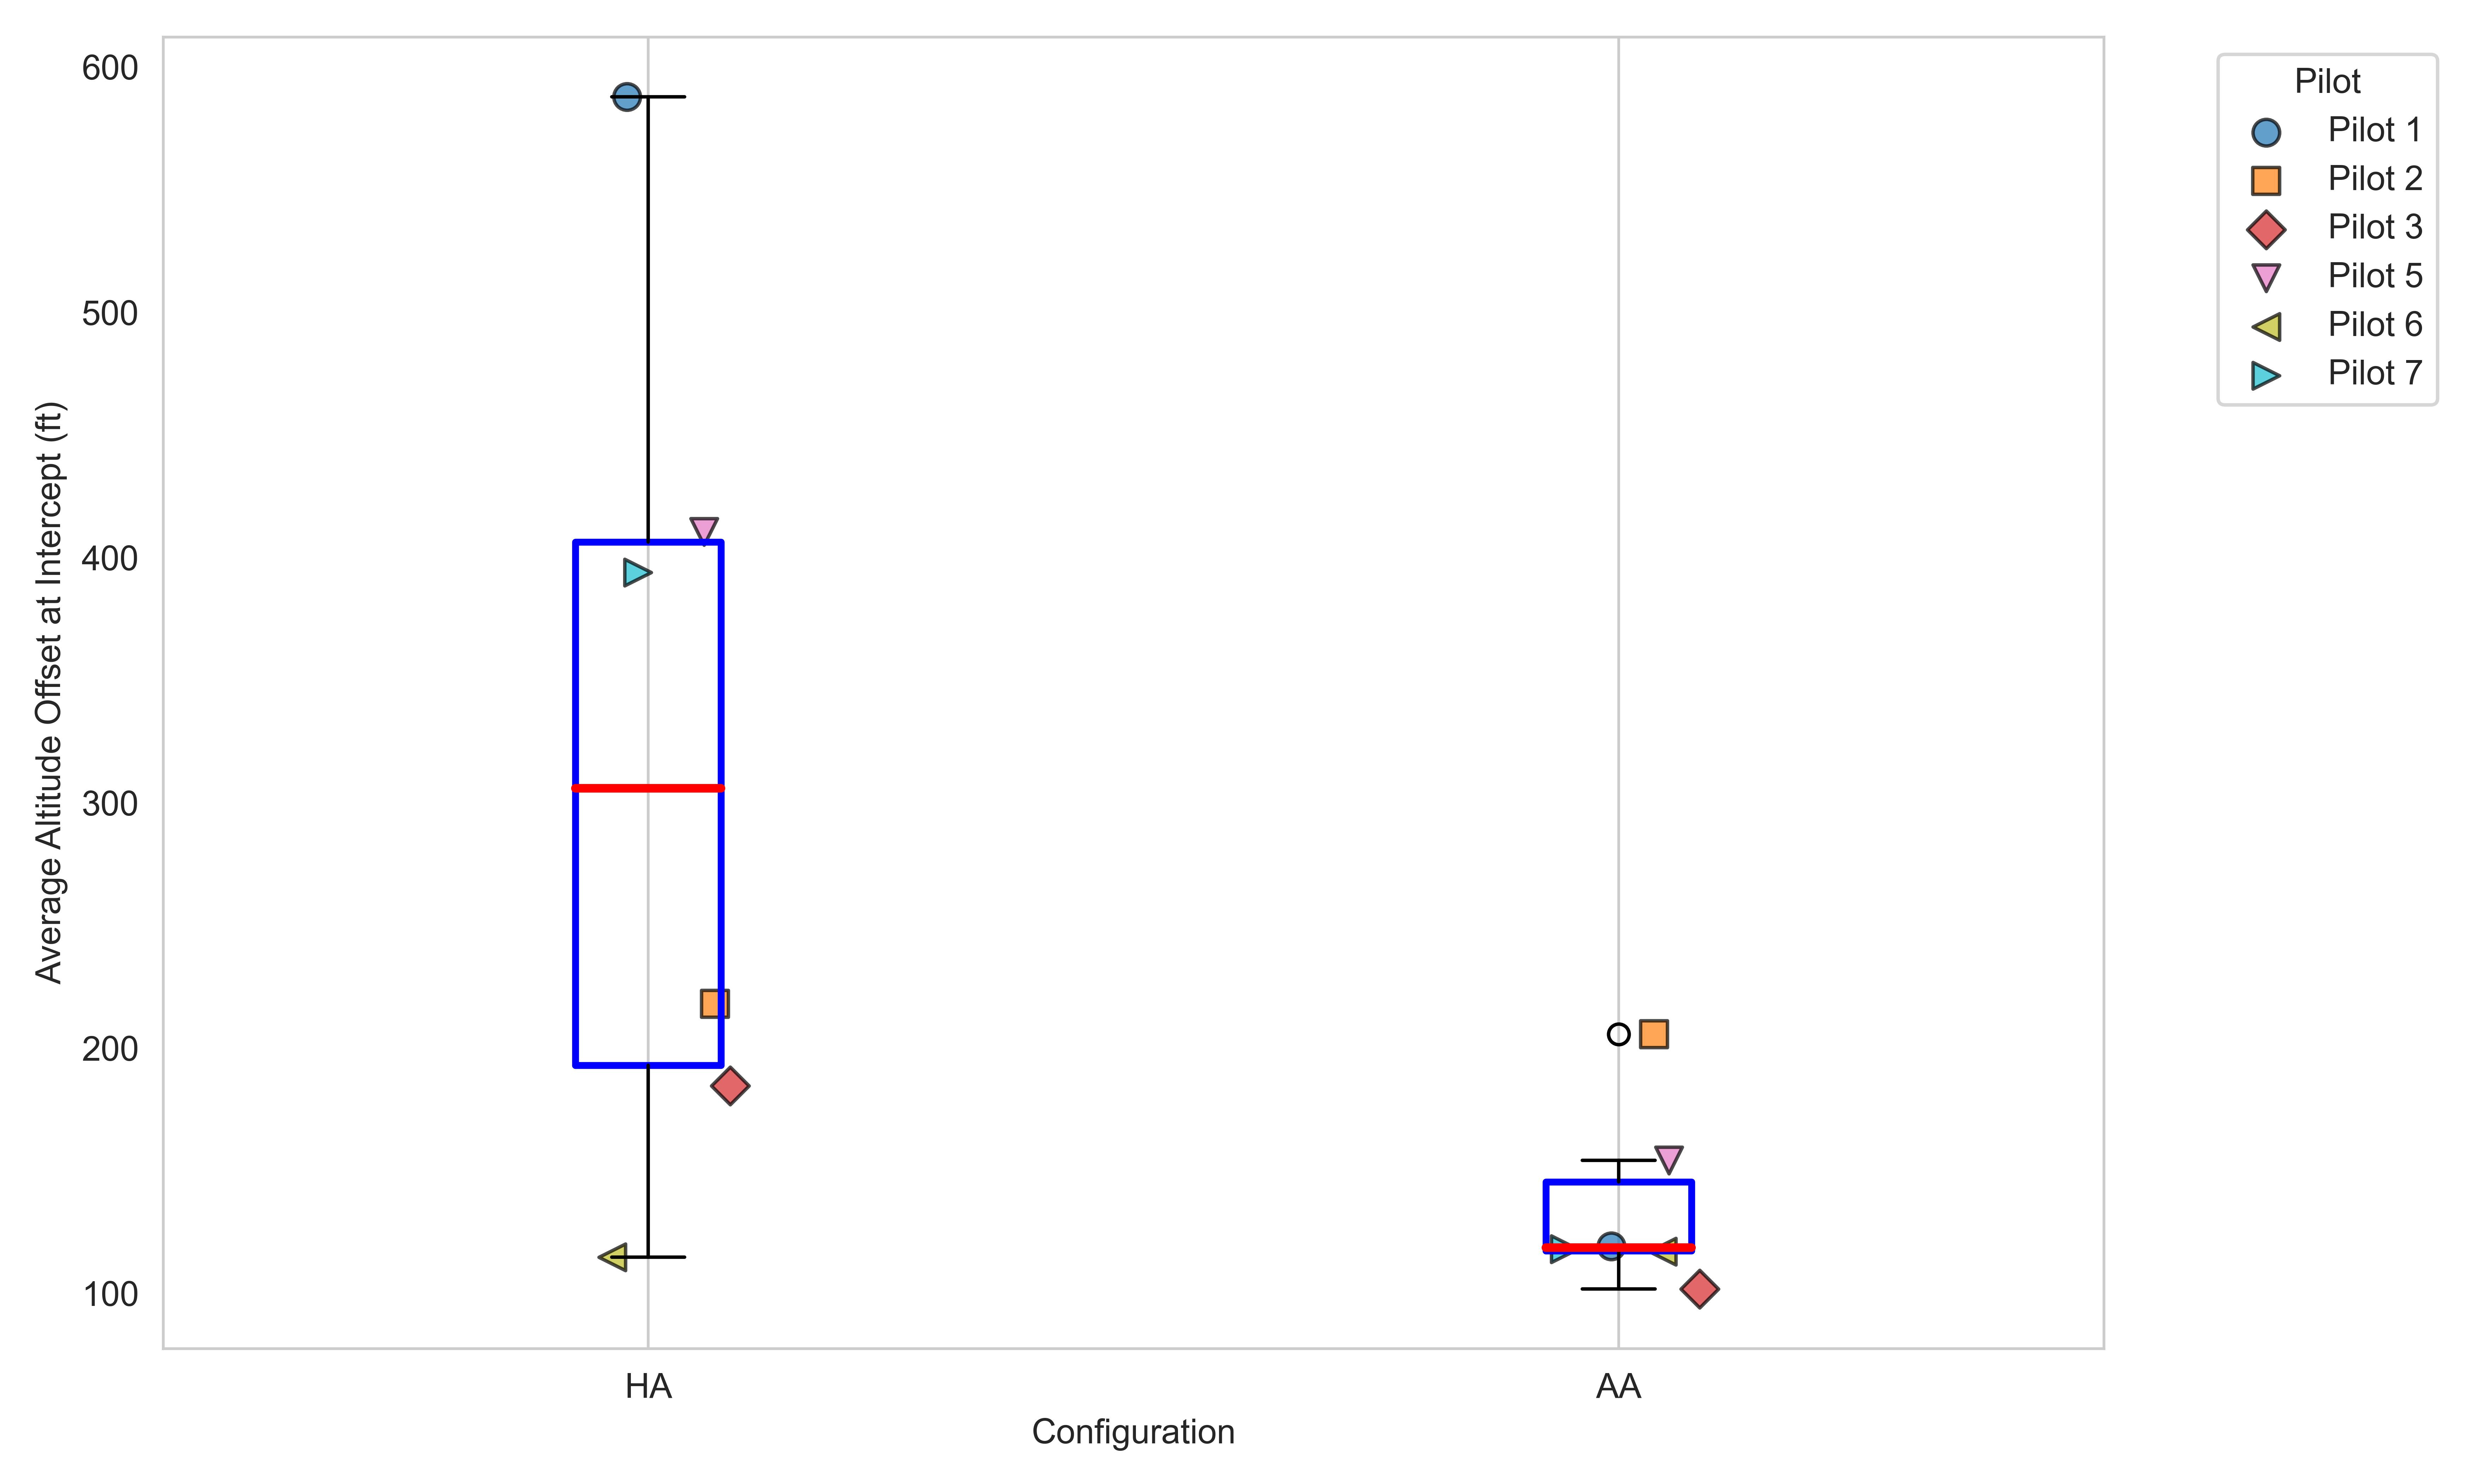 600
500
400
300
200
100
Average Altitude Offset at Intercept (ft)
HA
AA
Configuration
Pilot
Pilot 1
Pilot 2
Pilot 3
Pilot 5
Pilot 6
Pilot 7